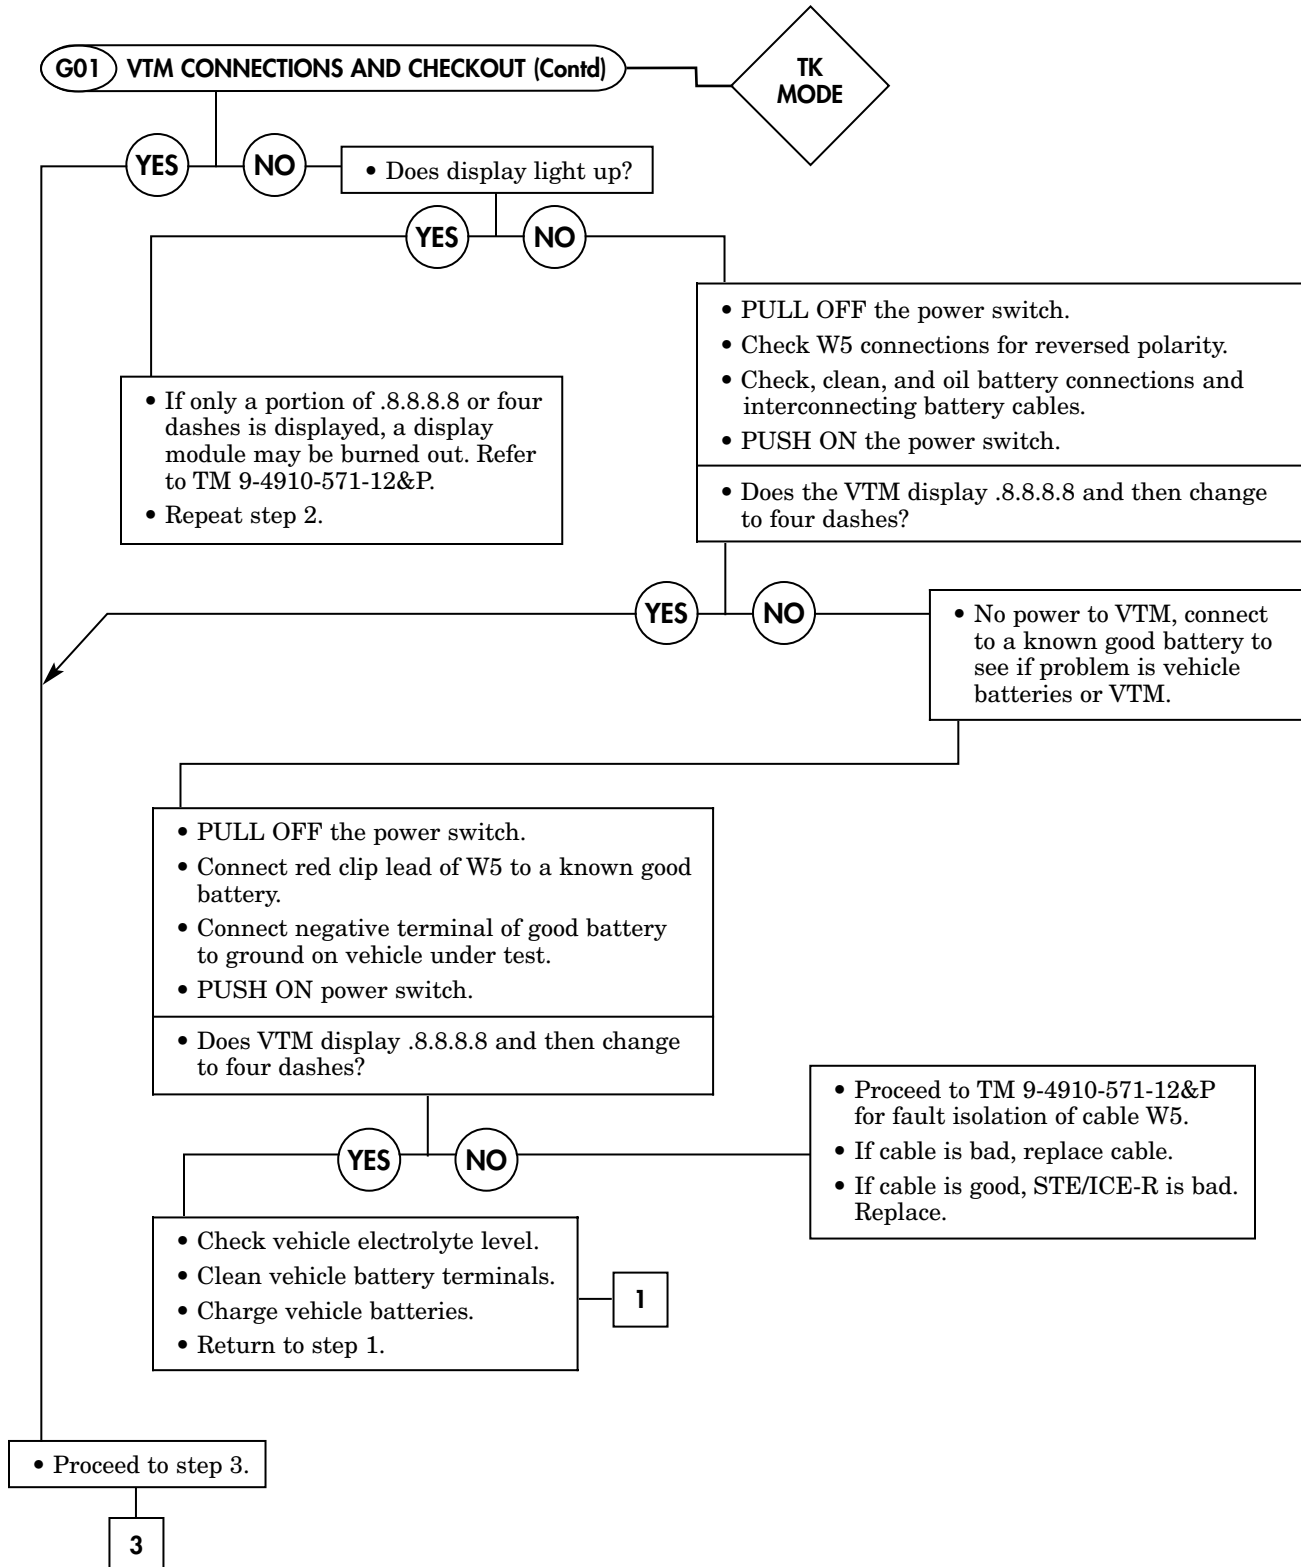 G01 VTM CONNECTIONS AND CHECKOUT (Contd)
TK
MODE
YES
NO
• Does display light up?
YES
NO
• PULL OFF the power switch.
• Check W5 connections for reversed polarity.
• Check, clean, and oil battery connections and
interconnecting battery cables.
• PUSH ON the power switch.
• Does the VTM display .8.8.8.8 and then change
to four dashes?
• If only a portion of .8.8.8.8 or four
dashes is displayed, a display
module may be burned out. Refer
to TM 9-4910-571-12&P.
• Repeat step 2.
YES
NO
• No power to VTM, connect
to a known good battery to
see if problem is vehicle
batteries or VTM.
• PULL OFF the power switch.
• Connect red clip lead of W5 to a known good
battery.
• Connect negative terminal of good battery
to ground on vehicle under test.
• PUSH ON power switch.
• Does VTM display .8.8.8.8 and then change
to four dashes?
YES
NO
• Proceed to TM 9-4910-571-12&P
for fault isolation of cable W5.
• If cable is bad, replace cable.
• If cable is good, STE/ICE-R is bad.
Replace.
• Check vehicle electrolyte level.
• Clean vehicle battery terminals.
• Charge vehicle batteries.
• Return to step 1.
1
• Proceed to step 3.
3